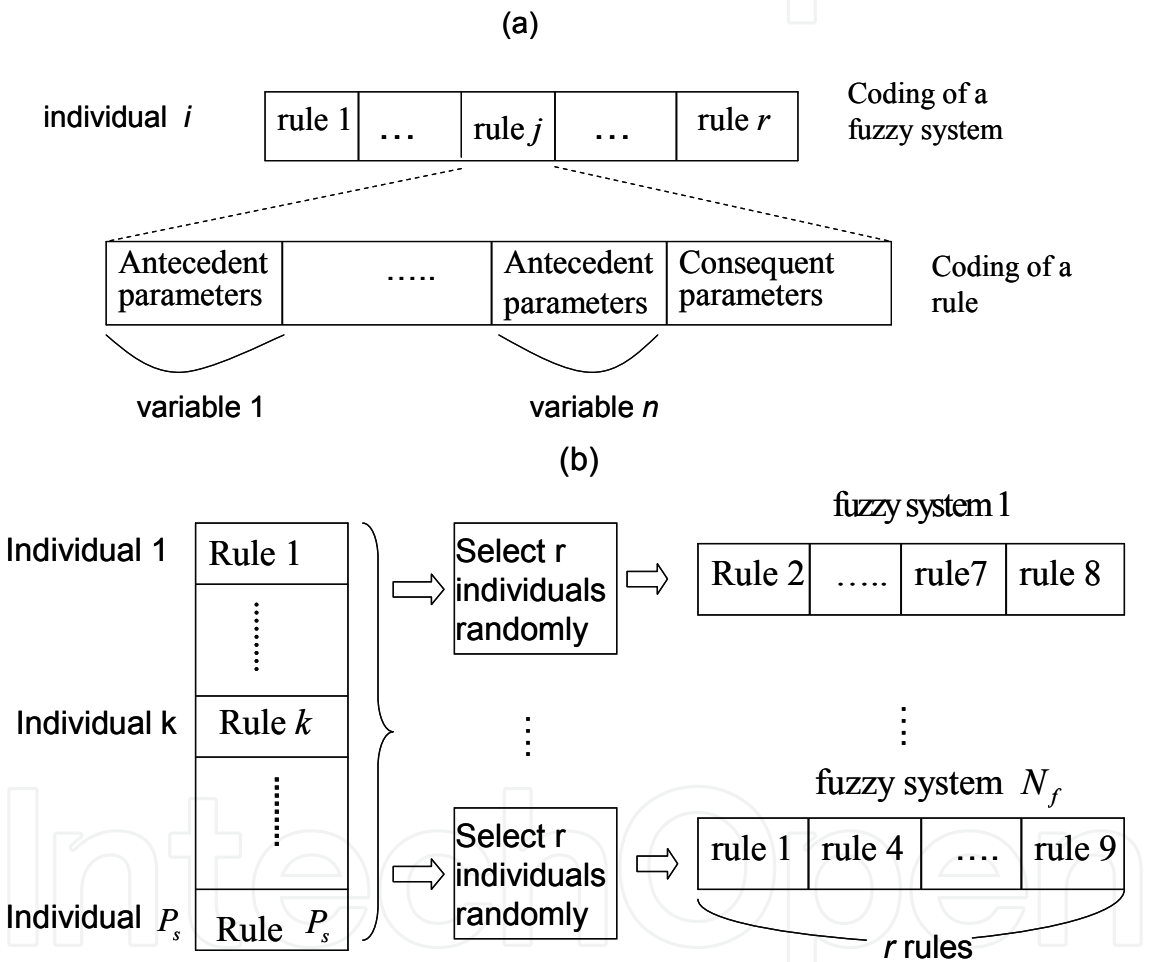 (a)
individual i
rule 1
...
rule j
...
rule r
Coding of a
fuzzy system
Antecedent
parameters
.....
Antecedent
parameters
Consequent
parameters
Coding of a
rule
variable 1
variable n
(b)
fuzzy system 1
Individual 1
Rule 1
Select r
individuals
randomly
Rule 2
.....
rule7
rule 8
Individual k
Rule k
fuzzy system N_f
Select r
individuals
randomly
rule 1
rule 4
....
rule 9
Individual P_s
Rule P_s
r rules
IntechOpen